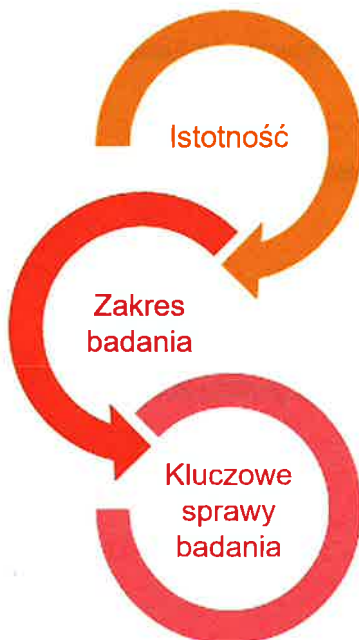 Istotność
Zakres
badania
Kluczowe
sprawy
badania